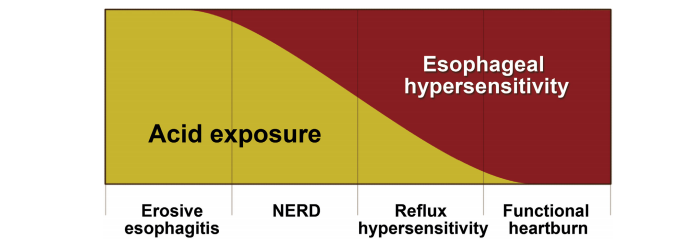 Esophageal
hypersensitivity
Acid exposure
Erosive
esophagitis
NERD
Reflux
hypersensitivity
Functional
heartburn